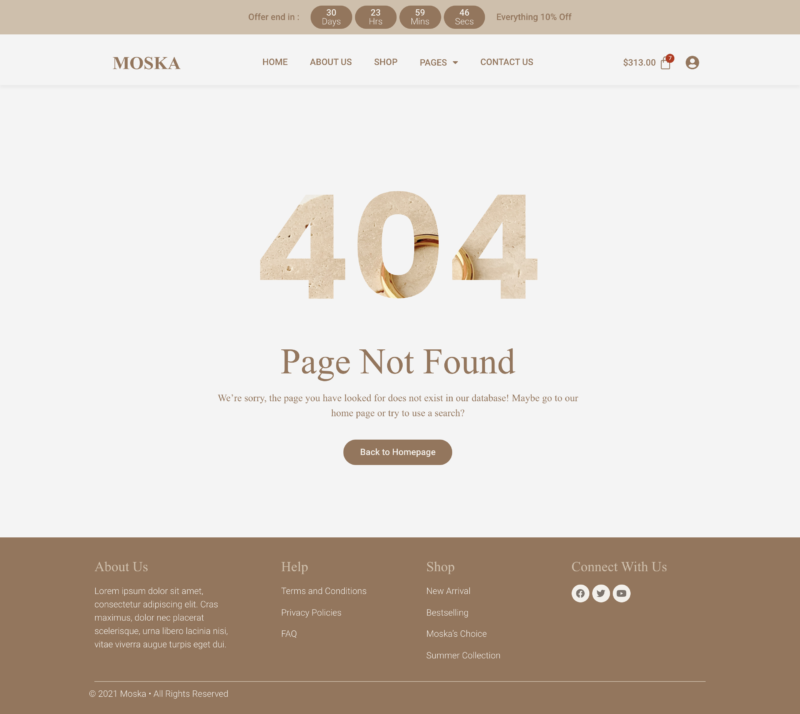 Offer end in :
30
Days
23
Hrs
59
Mins
46
Secs
Everything 10% Off
MOSKA
HOME
ABOUT US
SHOP
PAGES
CONTACT US
$313.00
7
404
Page Not Found
We're sorry, the page you have looked for does not exist in our database! Maybe go to our
home page or try to use a search?
Back to Homepage
About Us
Lorem ipsum dolor sit amet,
consectetur adipiscing elit. Cras
maximus, dolor nec placerat
scelerisque, urna libero lacinia nisi,
vitae viverra augue turpis eget dui.
Help
Terms and Conditions
Privacy Policies
FAQ
Shop
New Arrival
Bestselling
Moska's Choice
Summer Collection
Connect With Us
© 2021 Moska • All Rights Reserved